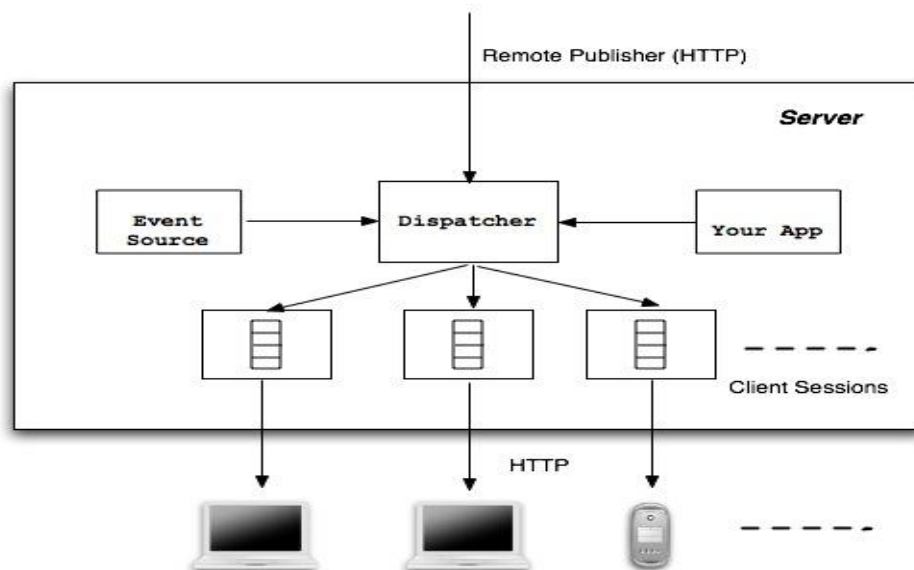 Remote Publisher (HTTP)
Server
Event
Source
Dispatcher
Your App
Client Sessions
HTTP